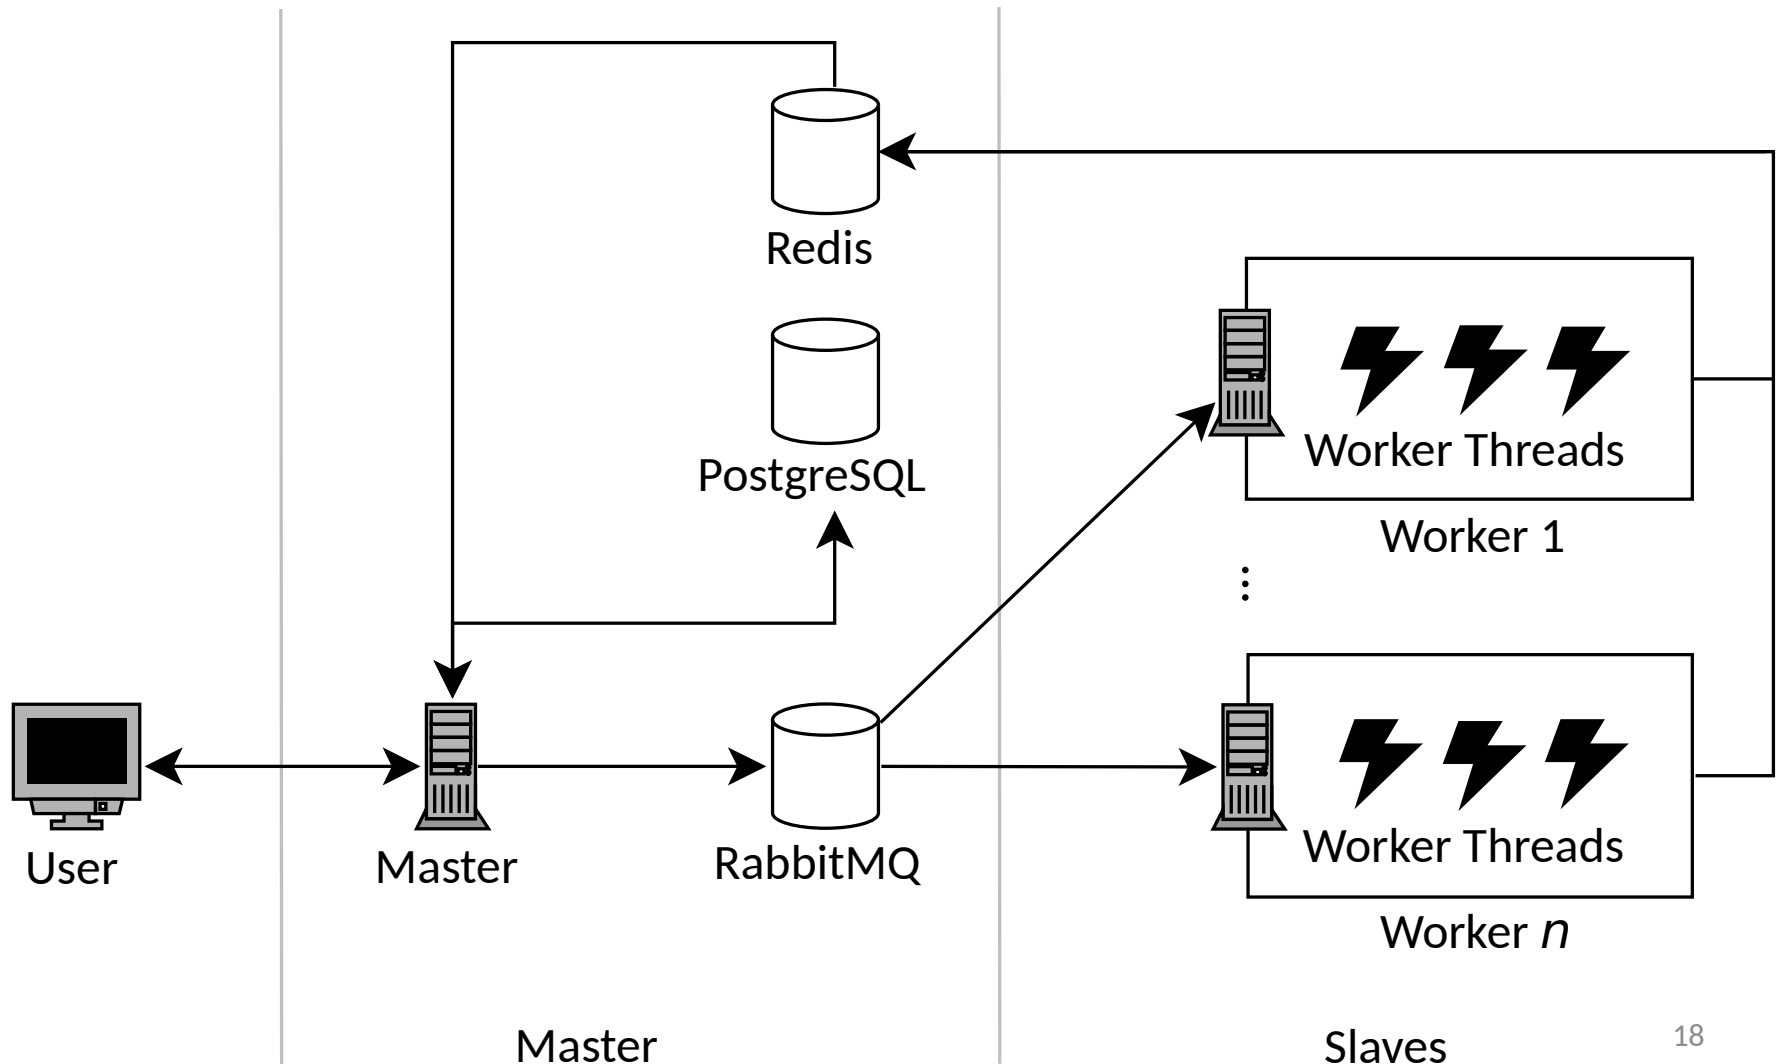 Redis
PostgreSQL
Worker Threads
Worker 1
⋮
User
Master
RabbitMQ
Worker Threads
Worker n
Master
Slaves
18